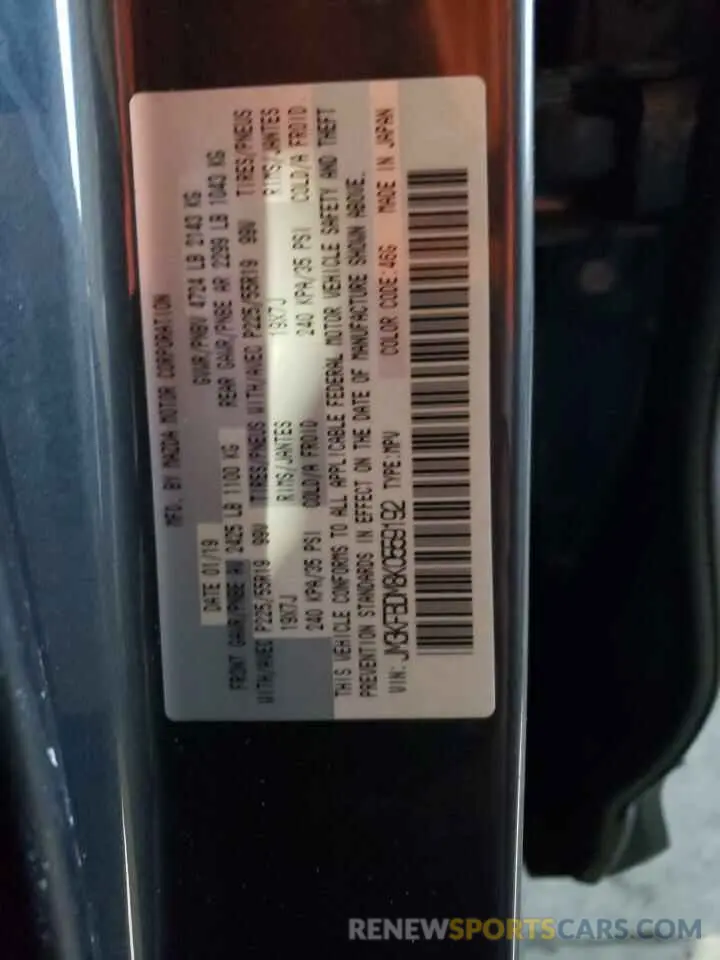 MFD. BY MAZDA MOTOR CORPORATION
DATE 01/19 GVWR/PNBV 4724 LB 2143 KG
FRONT GAWR/PNBE AV 2425 LB 1100 KG REAR GAWR/PNBE AR 2299 LB 1043 KG
WITH/AVEC P225/55R19 99V TIRES/PNEUS WITH/AVEC P225/55R19 99V TIRES/PNEUS
19X7J RIMS/JANTES 19X7J RIMS/JANTES
240 KPA/35 PSI COLD/A FROID 240 KPA/35 PSI COLD/A FROID
THIS VEHICLE CONFORMS TO ALL APPLICABLE FEDERAL MOTOR VEHICLE SAFETY AND THEFT
PREVENTION STANDARDS IN EFFECT ON THE DATE OF MANUFACTURE SHOWN ABOVE.
VIN: JM3KFBDM8K0559192 TYPE:MPV COLOR CODE:46G MADE IN JAPAN
RENEWSPORTSCARS.COM